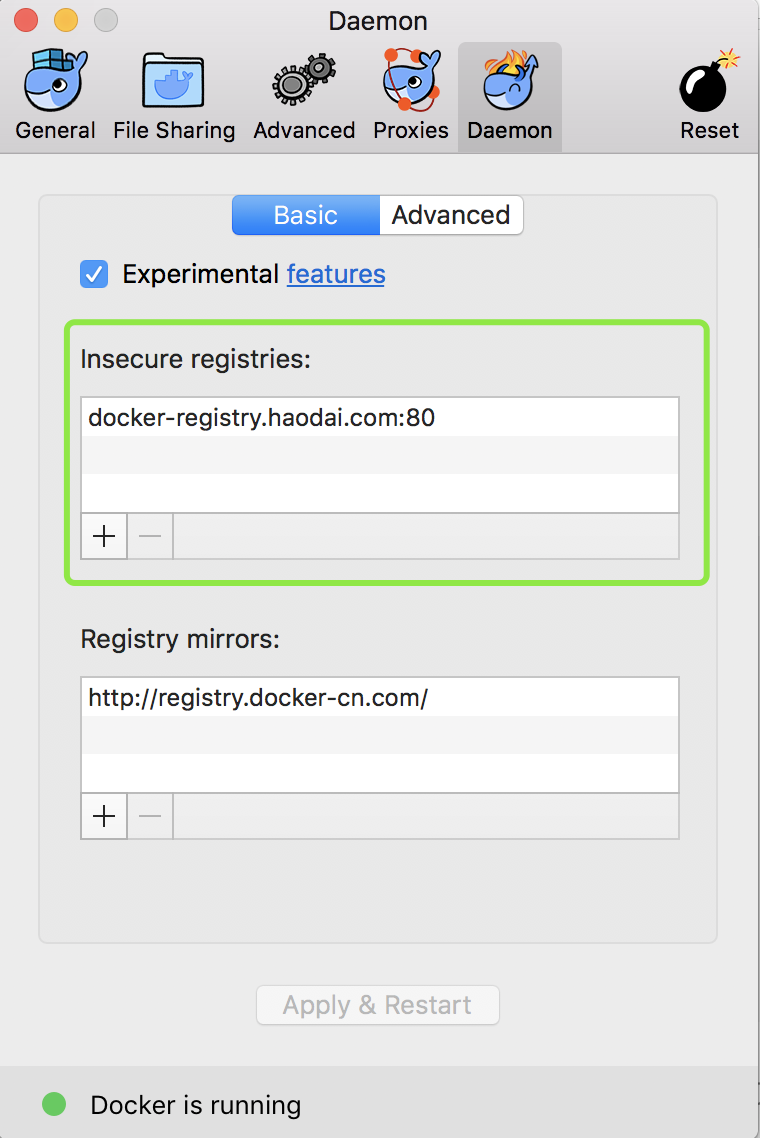 Daemon
General File Sharing Advanced Proxies Daemon Reset
Basic Advanced
Experimental features
Insecure registries:
docker-registry.haodai.com:80
Registry mirrors:
http://registry.docker-cn.com/
Apply & Restart
Docker is running